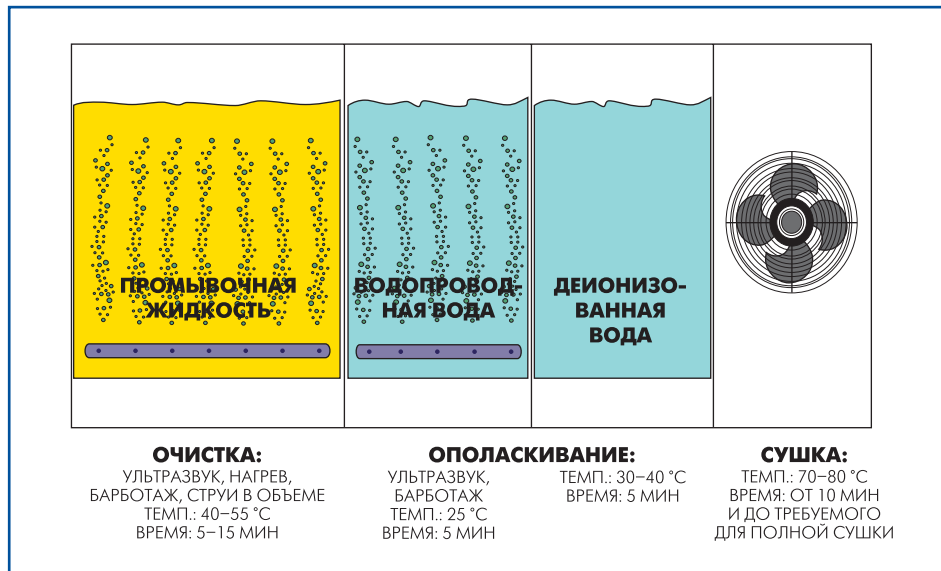 ПРОМЫВОЧНАЯ
ЖИДКОСТЬ
ВОДОПРОВОД-
НАЯ ВОДА
ДЕИОНИЗО-
ВАННАЯ
ВОДА
ОЧИСТКА:
УЛЬТРАЗВУК, НАГРЕВ,
БАРБОТАЖ, СТРУИ В ОБЪЕМЕ
ТЕМП.: 40–55 °C
ВРЕМЯ: 5–15 МИН
ОПОЛАСКИВАНИЕ:
УЛЬТРАЗВУК,
БАРБОТАЖ
ТЕМП.: 25 °C
ВРЕМЯ: 5 МИН
ТЕМП.: 30–40 °C
ВРЕМЯ: 5 МИН
СУШКА:
ТЕМП.: 70–80 °C
ВРЕМЯ: ОТ 10 МИН
И ДО ТРЕБУЕМОГО
ДЛЯ ПОЛНОЙ СУШКИ